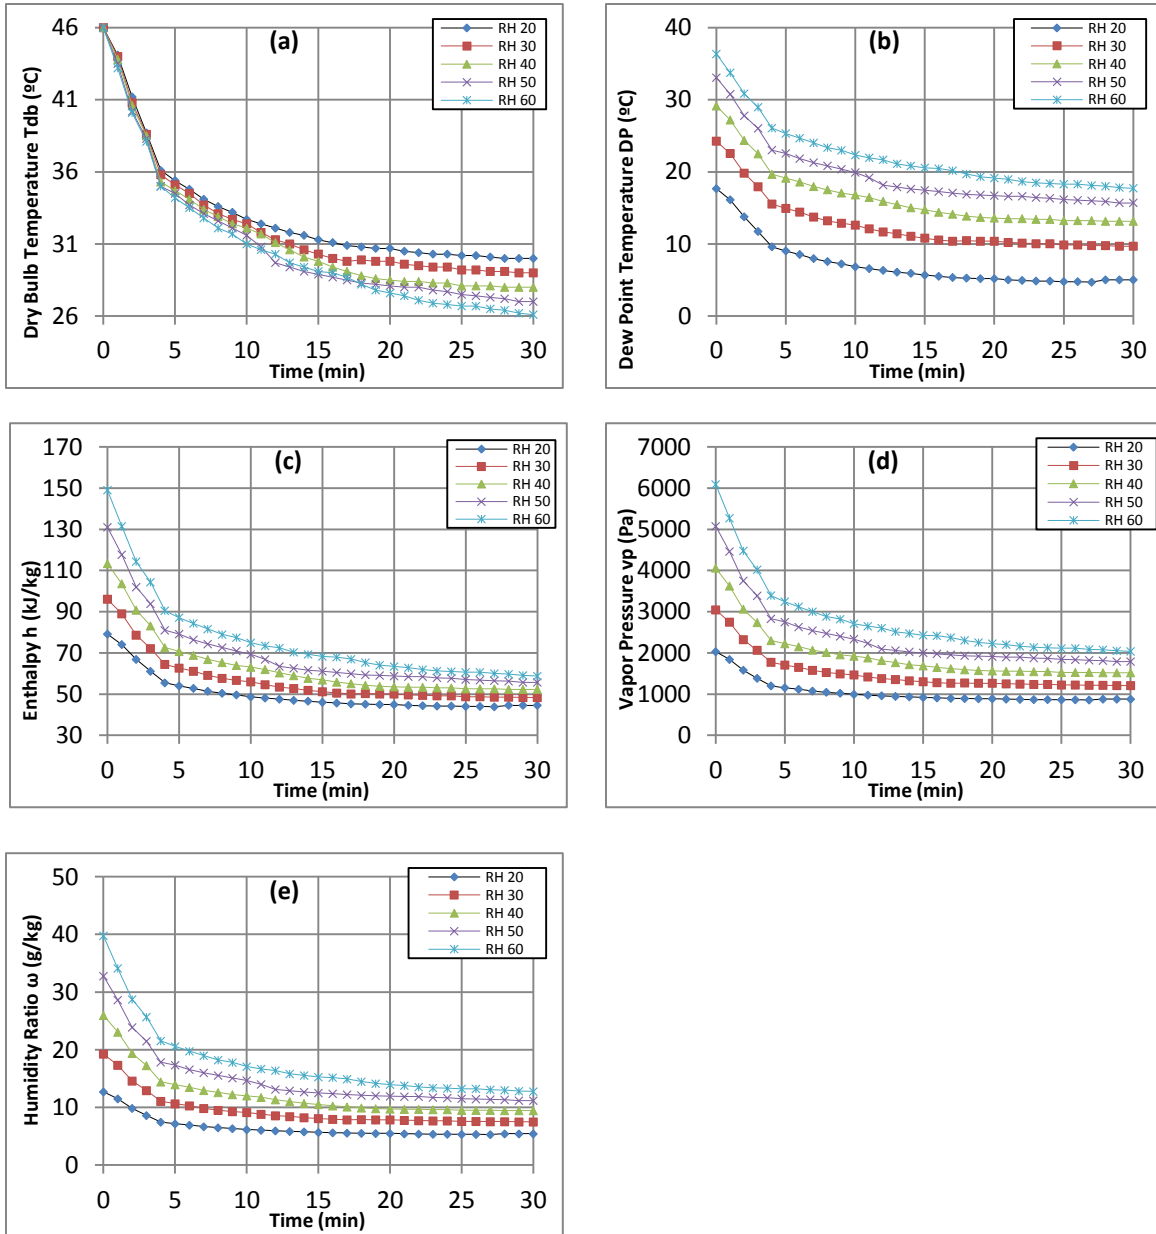 (a)
Dry Bulb Temperature Tdb (ºC)
46
41
36
31
26
0 5 10 15 20 25 30
Time (min)
RH 20
RH 30
RH 40
RH 50
RH 60
(b)
Dew Point Temperature DP (ºC)
40
30
20
10
0
0 5 10 15 20 25 30
Time (min)
RH 20
RH 30
RH 40
RH 50
RH 60
(c)
Enthalpy h (kJ/kg)
170
150
130
110
90
70
50
30
0 5 10 15 20 25 30
Time (min)
RH 20
RH 30
RH 40
RH 50
RH 60
(d)
Vapor Pressure vp (Pa)
7000
6000
5000
4000
3000
2000
1000
0
0 5 10 15 20 25 30
Time (min)
RH 20
RH 30
RH 40
RH 50
RH 60
(e)
Humidity Ratio ω (g/kg)
50
40
30
20
10
0
0 5 10 15 20 25 30
Time (min)
RH 20
RH 30
RH 40
RH 50
RH 60